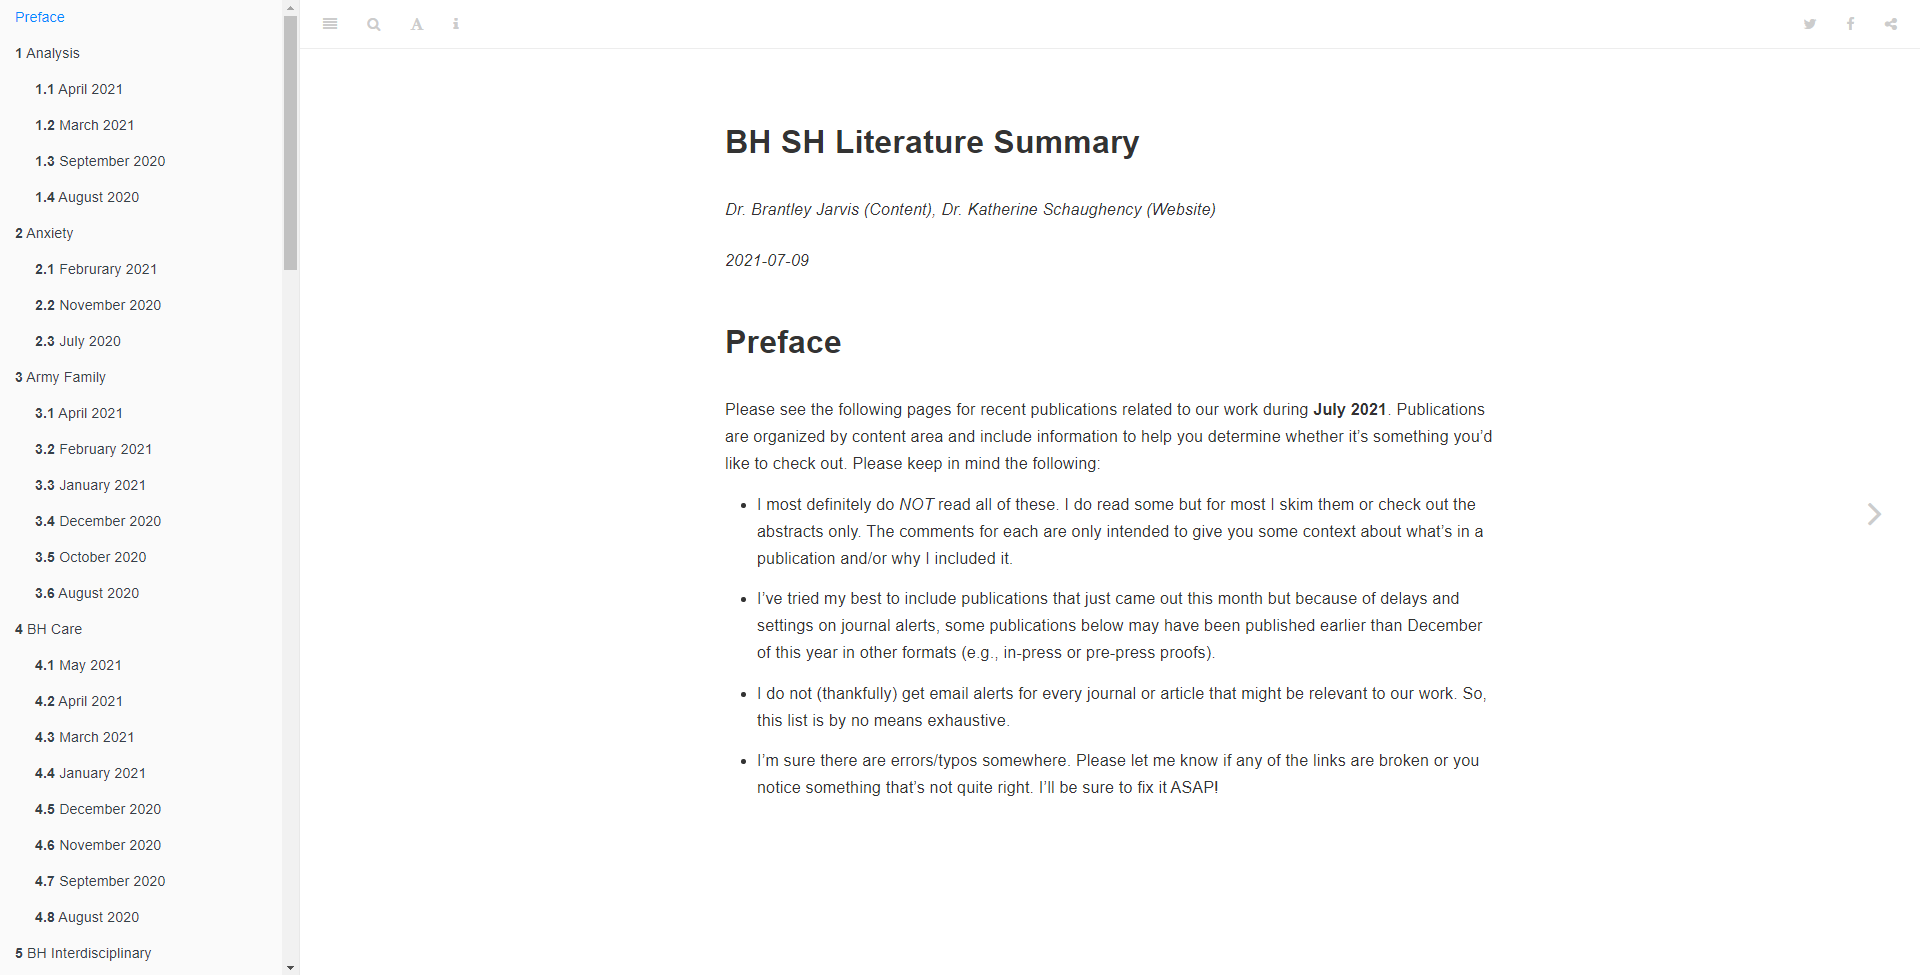 Preface
1 Analysis
1.1 April 2021
1.2 March 2021
1.3 September 2020
1.4 August 2020
2 Anxiety
2.1 Februrary 2021
2.2 November 2020
2.3 July 2020
3 Army Family
3.1 April 2021
3.2 February 2021
3.3 January 2021
3.4 December 2020
3.5 October 2020
3.6 August 2020
4 BH Care
4.1 May 2021
4.2 April 2021
4.3 March 2021
4.4 January 2021
4.5 December 2020
4.6 November 2020
4.7 September 2020
4.8 August 2020
5 BH Interdisciplinary
BH SH Literature Summary
Dr. Brantley Jarvis (Content), Dr. Katherine Schaughency (Website)
2021-07-09
Preface
Please see the following pages for recent publications related to our work during July 2021. Publications
are organized by content area and include information to help you determine whether it’s something you’d
like to check out. Please keep in mind the following:
• I most definitely do NOT read all of these. I do read some but for most I skim them or check out the
abstracts only. The comments for each are only intended to give you some context about what’s in a
publication and/or why I included it.
• I’ve tried my best to include publications that just came out this month but because of delays and
settings on journal alerts, some publications below may have been published earlier than December
of this year in other formats (e.g., in-press or pre-press proofs).
• I do not (thankfully) get email alerts for every journal or article that might be relevant to our work. So,
this list is by no means exhaustive.
• I’m sure there are errors/typos somewhere. Please let me know if any of the links are broken or you
notice something that’s not quite right. I’ll be sure to fix it ASAP!